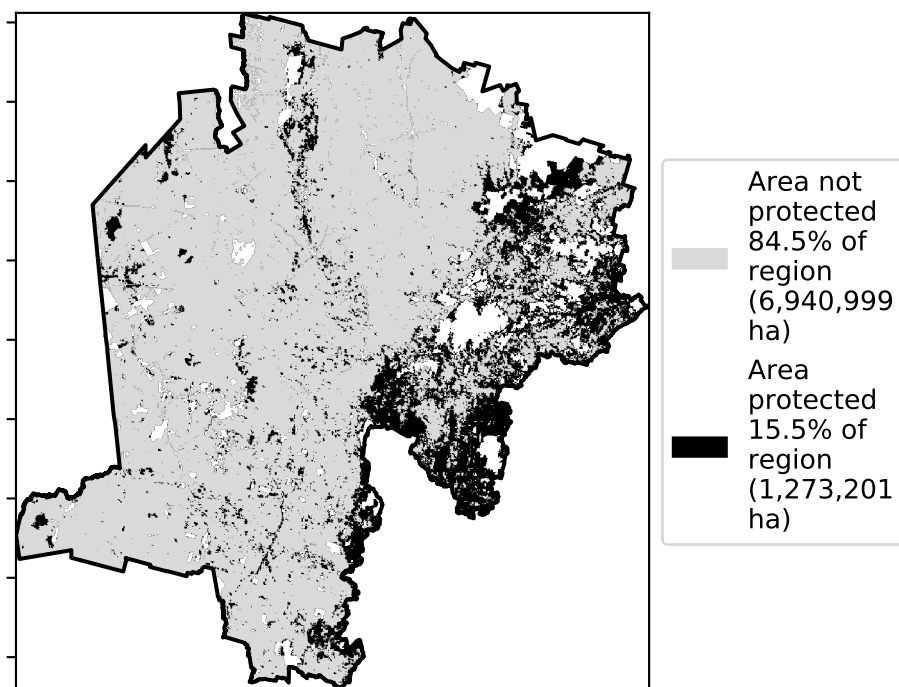 Area not
protected
84.5% of
region
(6,940,999
ha)
Area
protected
15.5% of
region
(1,273,201
ha)